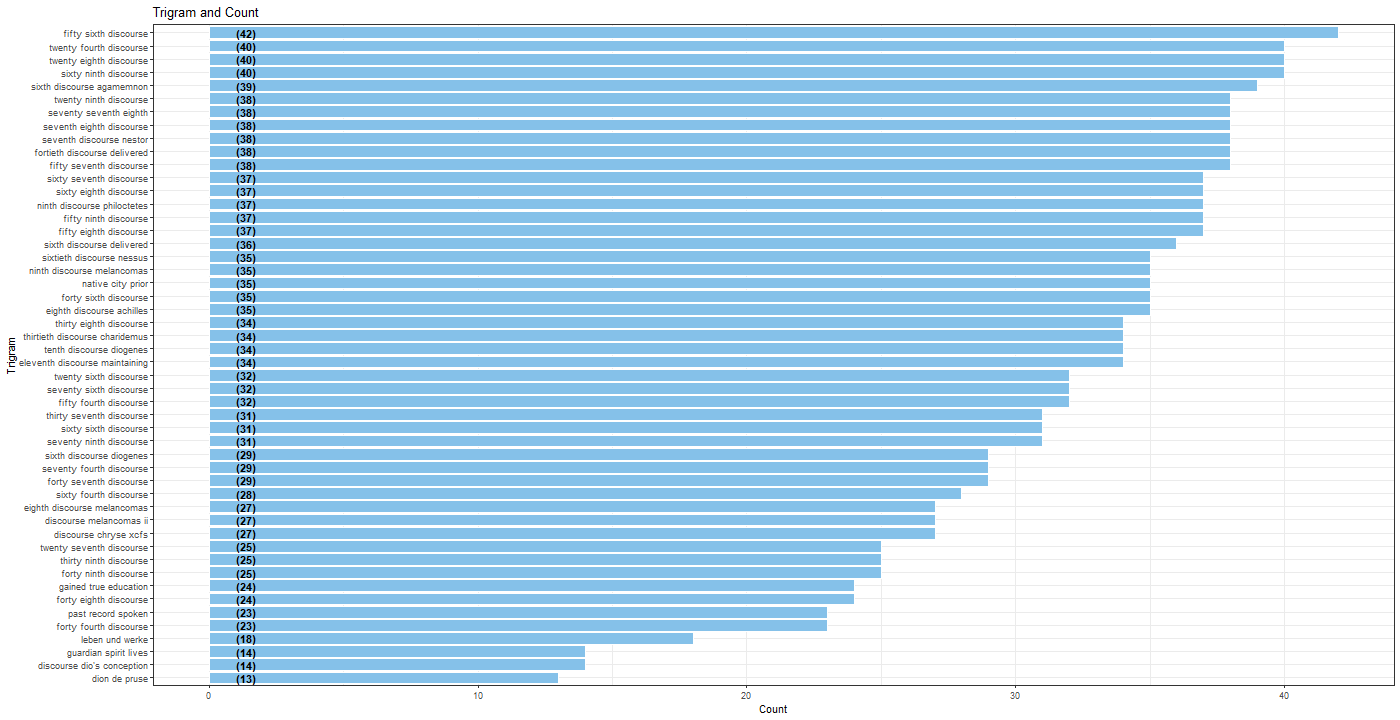 Trigram and Count
fifty sixth discourse (42)
twenty fourth discourse (40)
twenty eighth discourse (40)
sixty ninth discourse (40)
sixth discourse agamemnon (39)
twenty ninth discourse (38)
seventy seventh eighth (38)
seventh eighth discourse (38)
seventh discourse nestor (38)
fortieth discourse delivered (38)
fifty seventh discourse (38)
sixty seventh discourse (37)
sixty eighth discourse (37)
ninth discourse philoctetes (37)
fifty ninth discourse (37)
fifty eighth discourse (37)
sixth discourse delivered (36)
sixtieth discourse nessus (35)
ninth discourse melancomas (35)
native city prior (35)
forty sixth discourse (35)
eighth discourse achilles (35)
thirty eighth discourse (34)
thirtieth discourse charidemus (34)
tenth discourse diogenes (34)
eleventh discourse maintaining (34)
twenty sixth discourse (32)
seventy sixth discourse (32)
fifty fourth discourse (32)
thirty seventh discourse (31)
sixty sixth discourse (31)
seventy ninth discourse (31)
sixth discourse diogenes (29)
seventy fourth discourse (29)
forty seventh discourse (29)
sixty fourth discourse (28)
eighth discourse melancomas (27)
discourse melancomas ii (27)
discourse chryse xcfs (27)
twenty seventh discourse (25)
thirty ninth discourse (25)
forty ninth discourse (25)
gained true education (24)
forty eighth discourse (24)
past record spoken (23)
forty fourth discourse (23)
leben und werke (18)
guardian spirit lives (14)
discourse dio's conception (14)
dion de pruse (13)
Trigram
0 10 20 30 40
Count